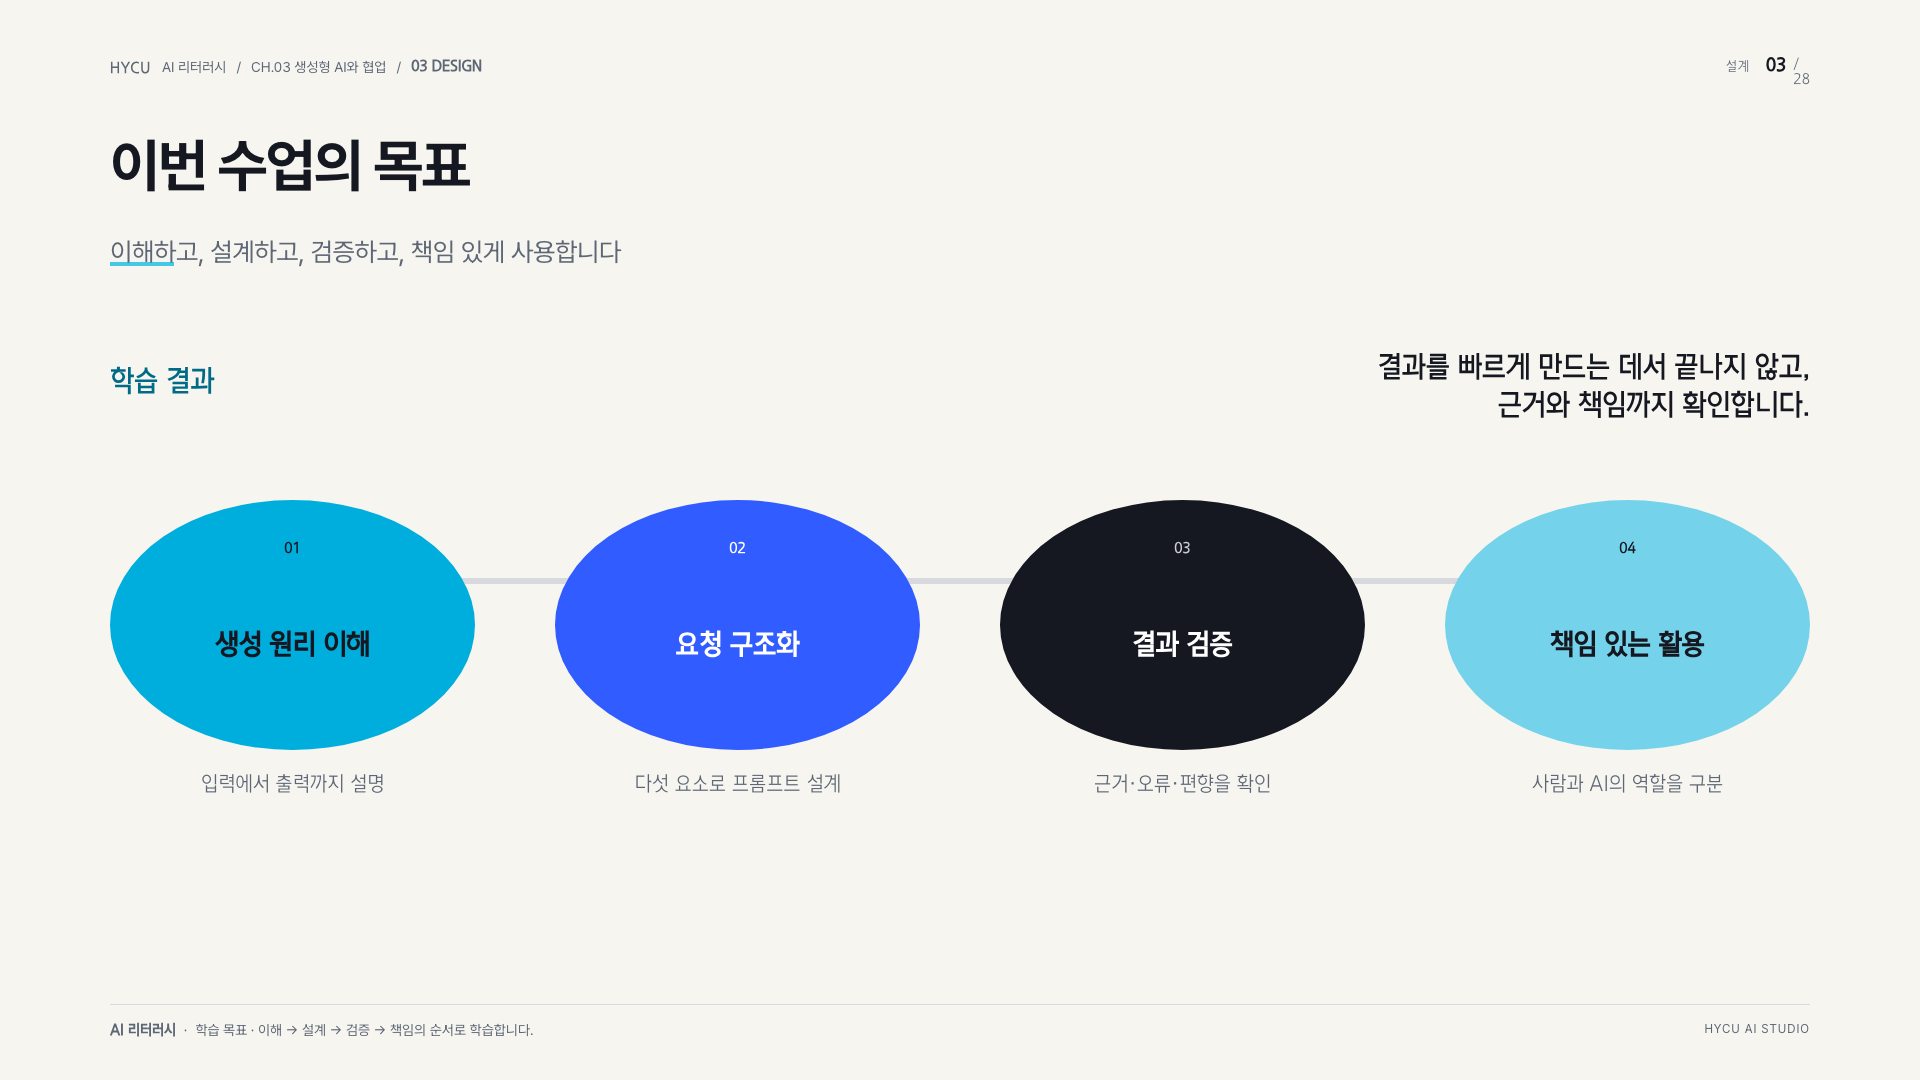 HYCU AI 리터러시 / CH.03 생성형 AI와 협업 / 03 DESIGN
설계 03 /
28
이번 수업의 목표
이해하고, 설계하고, 검증하고, 책임 있게 사용합니다
학습 결과
결과를 빠르게 만드는 데서 끝나지 않고,
근거와 책임까지 확인합니다.
01
생성 원리 이해
입력에서 출력까지 설명
02
요청 구조화
다섯 요소로 프롬프트 설계
03
결과 검증
근거·오류·편향을 확인
04
책임 있는 활용
사람과 AI의 역할을 구분
AI 리터러시 · 학습 목표 · 이해 → 설계 → 검증 → 책임의 순서로 학습합니다.
HYCU AI STUDIO